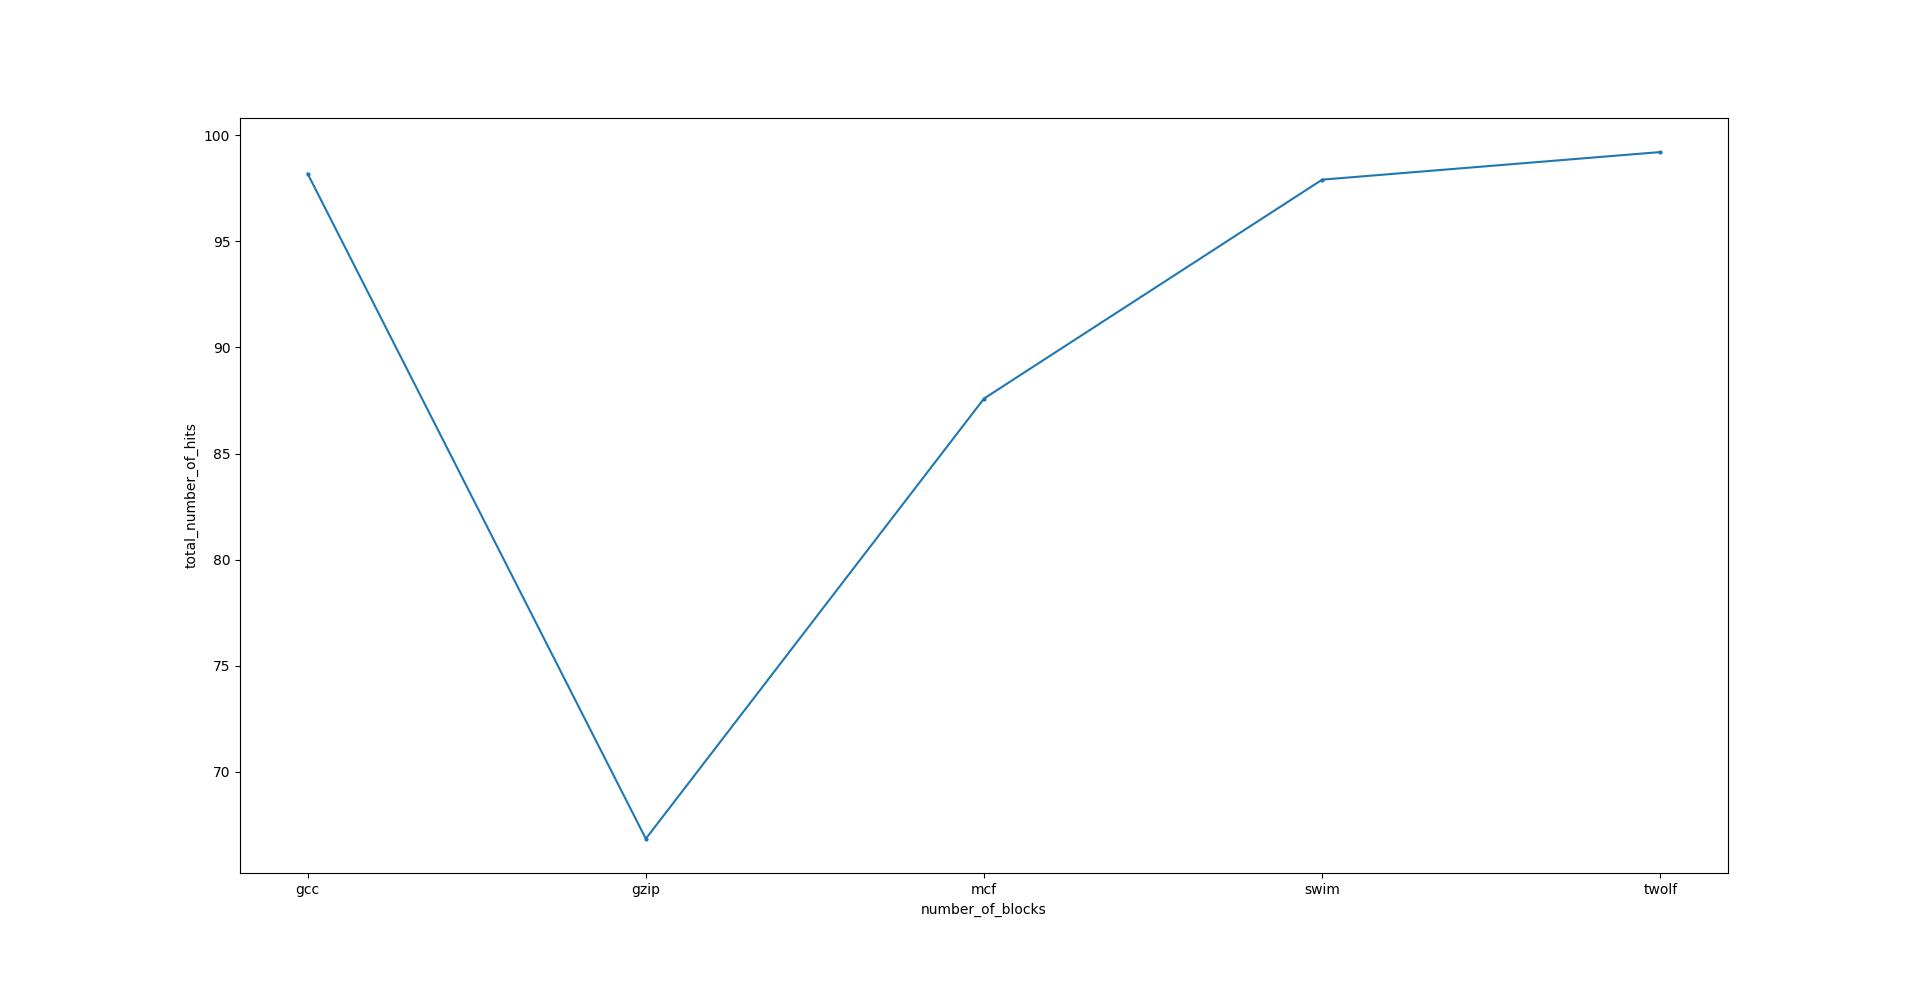 100
95
90
85
80
75
70
total_number_of_hits
gcc gzip mcf swim twolf
number_of_blocks